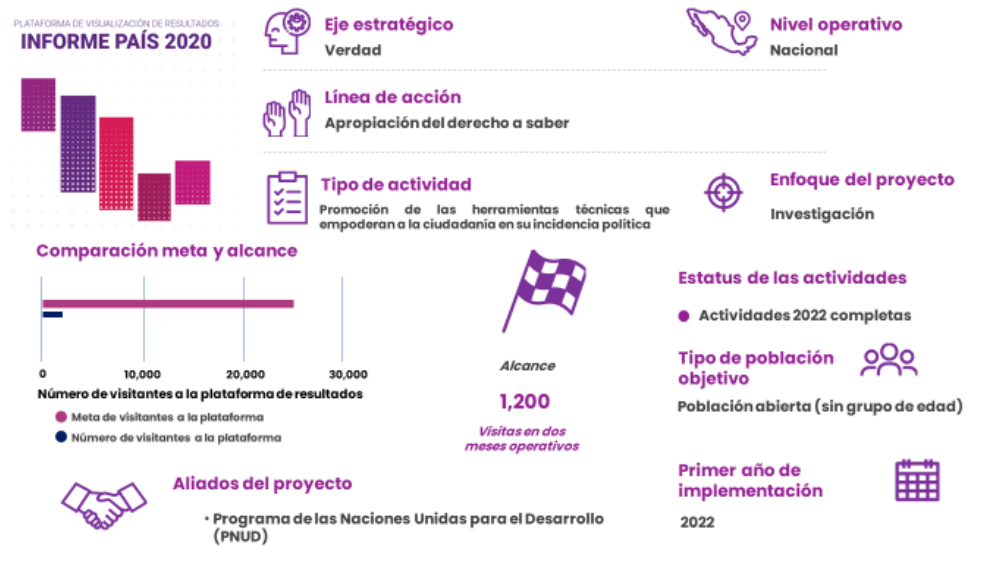 PLATAFORMA DE VISUALIZACIÓN DE RESULTADOS
INFORME PAÍS 2020
Eje estratégico
Verdad
Nivel operativo
Nacional
Línea de acción
Apropiación del derecho a saber
Tipo de actividad
Promoción de las herramientas técnicas que
empoderan a la ciudadanía en su incidencia política
Enfoque del proyecto
Investigación
Comparación meta y alcance
0 10,000 20,000 30,000
Número de visitantes a la plataforma de resultados
Meta de visitantes a la plataforma
Número de visitantes a la plataforma
Alcance
1,200
Visitas en dos
meses operativos
Estatus de las actividades
Actividades 2022 completas
Tipo de población
objetivo
Población abierta (sin grupo de edad)
Aliados del proyecto
• Programa de las Naciones Unidas para el Desarrollo
(PNUD)
Primer año de
implementación
2022